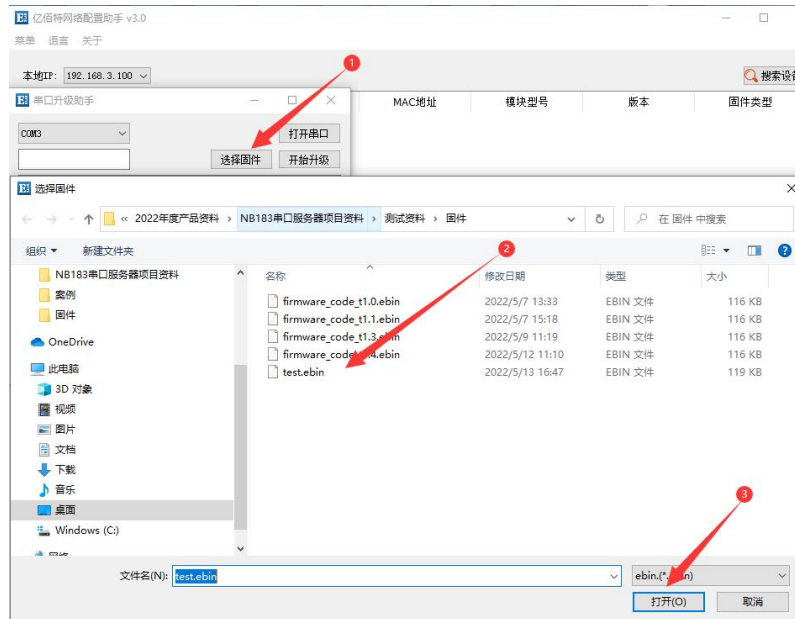 亿佰特网络配置助手 v3.0
菜单 语言 关于
本地IP: 192.168.3.100
搜索设
1
串口升级助手
MAC地址 模块型号 版本 固件类型
COM3 打开串口
选择固件 开始升级
选择固件
« 2022年度产品资料 › NB183串口服务器项目资料 › 测试资料 › 固件
在 固件 中搜索
组织 新建文件夹
2
NB183串口服务器项目资料
案例
固件
OneDrive
此电脑
3D 对象
视频
图片
文档
下载
音乐
桌面
Windows (C:)
名称 修改日期 类型 大小
firmware_code_t1.0.ebin 2022/5/7 13:33 EBIN 文件 116 KB
firmware_code_t1.1.ebin 2022/5/7 15:18 EBIN 文件 116 KB
firmware_code_t1.3.ebin 2022/5/9 11:19 EBIN 文件 116 KB
firmware_code_t1.4.ebin 2022/5/12 11:10 EBIN 文件 116 KB
test.ebin 2022/5/13 16:47 EBIN 文件 119 KB
3
文件名(N): test.ebin
打开(O) 取消